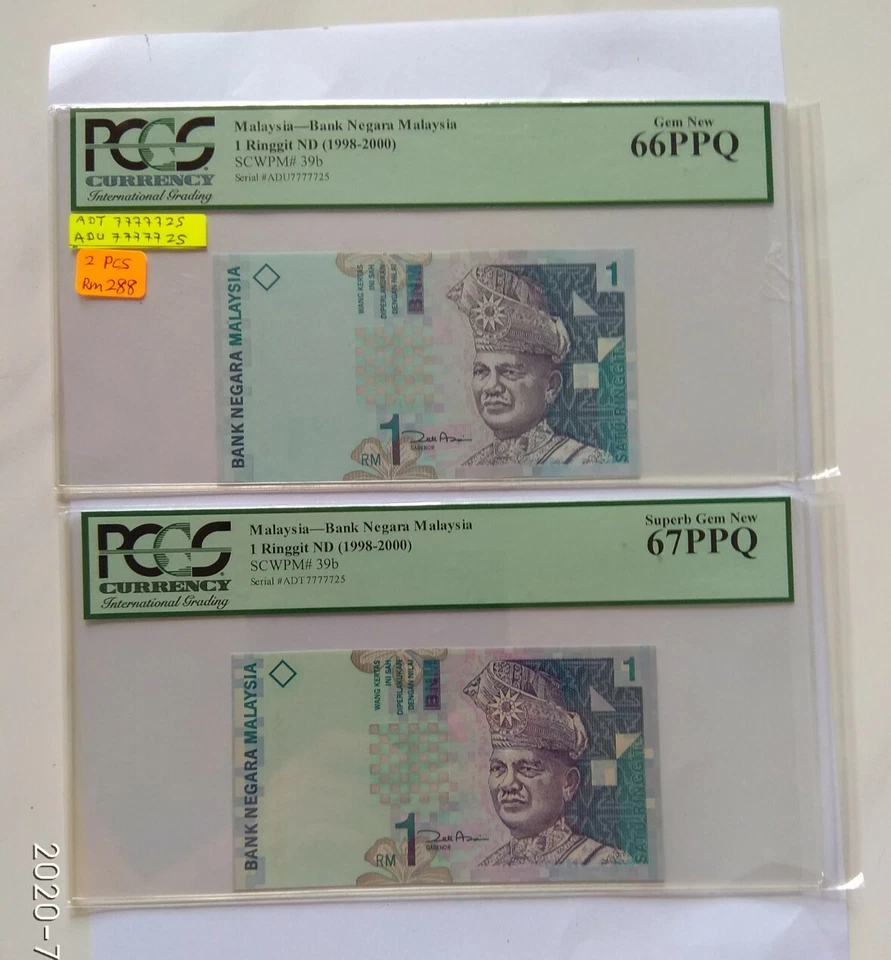 PCGS
CURRENCY
International Grading
Malaysia—Bank Negara Malaysia
1 Ringgit ND (1998-2000)
SCWPM# 39b
Serial #ADU7777725
Gem New
66PPQ
ADT 7777725
ADU 7777725
2 PCS
Rm288
BANK NEGARA MALAYSIA
WANG KERTAS
INI SAH
DIPERLAKUKAN
DENGAN NILAI
BNM
1
SATU RINGGIT
RM 1
GABENOR
PCGS
CURRENCY
International Grading
Malaysia—Bank Negara Malaysia
1 Ringgit ND (1998-2000)
SCWPM# 39b
Serial #ADT7777725
Superb Gem New
67PPQ
BANK NEGARA MALAYSIA
WANG KERTAS
INI SAH
DIPERLAKUKAN
DENGAN NILAI
BNM
1
SATU RINGGIT
RM 1
GABENOR
2020-7